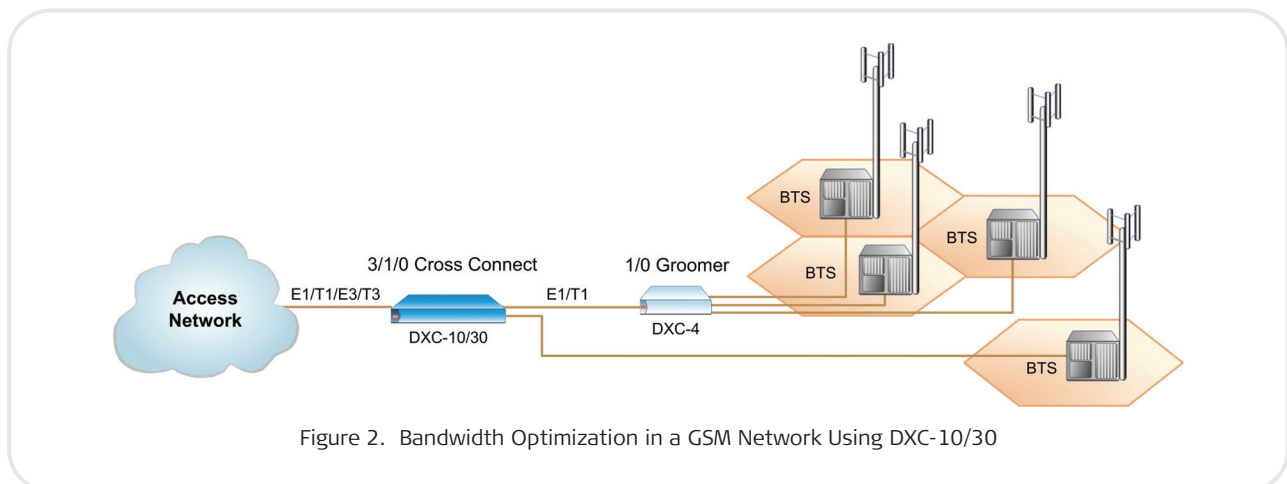 BTS
BTS
BTS
3/1/0 Cross Connect
1/0 Groomer
E1/T1/E3/T3
E1/T1
Access
Network
DXC-10/30
DXC-4
BTS
Figure 2. Bandwidth Optimization in a GSM Network Using DXC-10/30